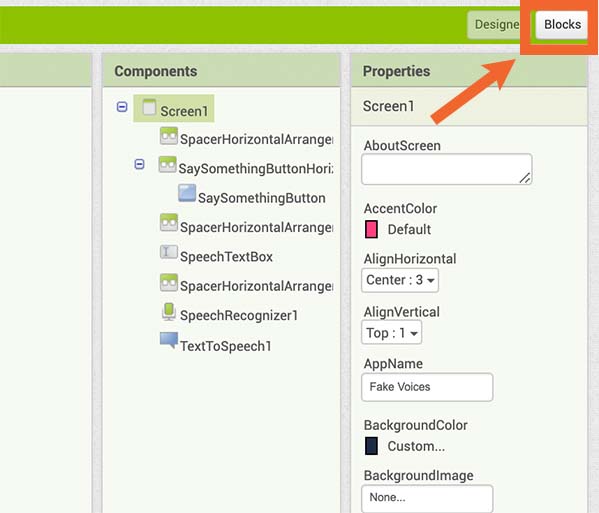 Designe
Blocks
Components
Screen1
SpacerHorizontalArranger
SaySomethingButtonHoriz
SaySomethingButton
SpacerHorizontalArranger
SpeechTextBox
SpacerHorizontalArranger
SpeechRecognizer1
TextToSpeech1
Properties
Screen1
AboutScreen
AccentColor
Default
AlignHorizontal
Center : 3
AlignVertical
Top : 1
AppName
Fake Voices
BackgroundColor
Custom...
BackgroundImage
None...